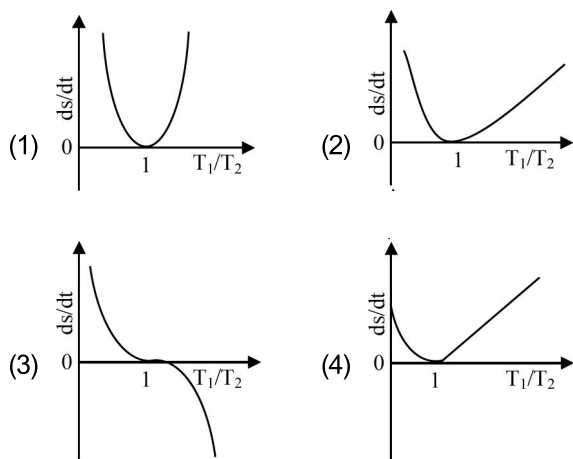 (1)
ds/dt
0
1
T₁/T₂
(2)
ds/dt
0
1
T₁/T₂
(3)
ds/dt
0
1
T₁/T₂
(4)
ds/dt
0
1
T₁/T₂